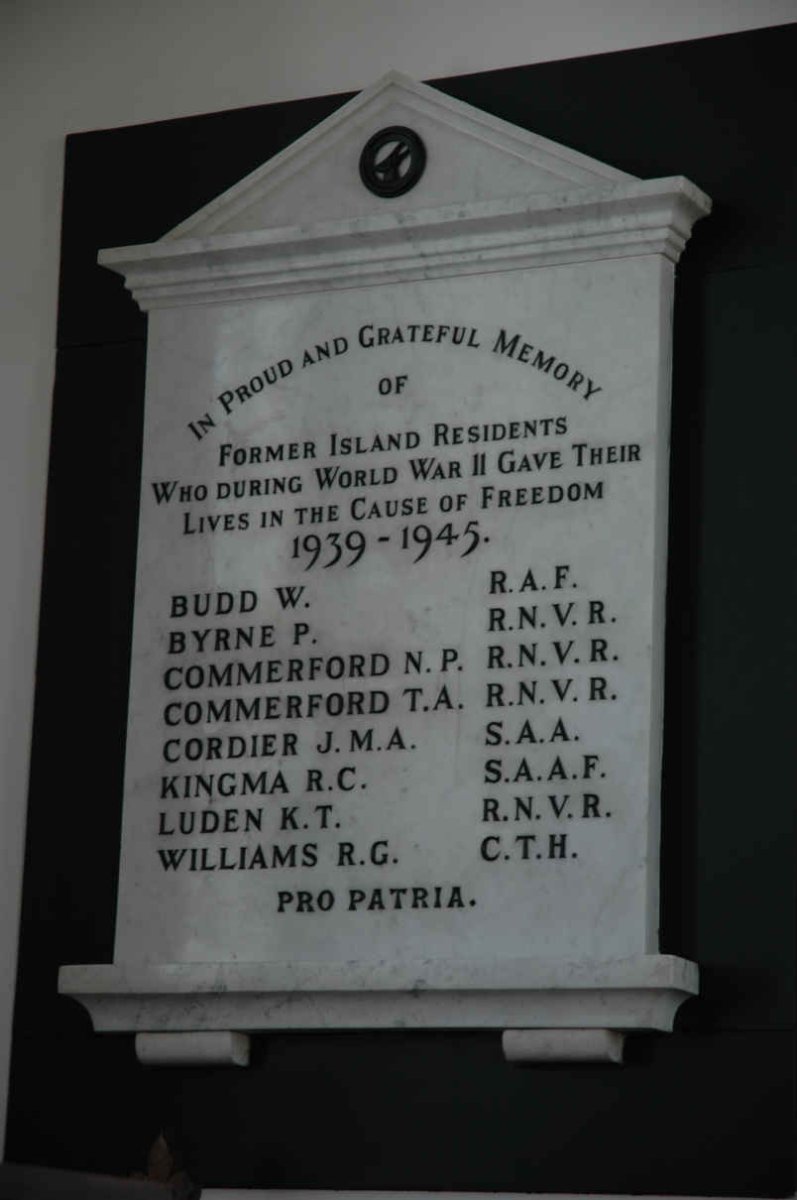 In Proud and Grateful Memory
of
Former Island Residents
Who during World War II Gave Their
Lives in the Cause of Freedom
1939 - 1945.
BUDD W. R.A.F.
BYRNE P. R.N.V.R.
COMMERFORD N.P. R.N.V.R.
COMMERFORD T.A. R.N.V.R.
CORDIER J.M.A. S.A.A.
KINGMA R.C. S.A.A.F.
LUDEN K.T. R.N.V.R.
WILLIAMS R.G. C.T.H.
PRO PATRIA.